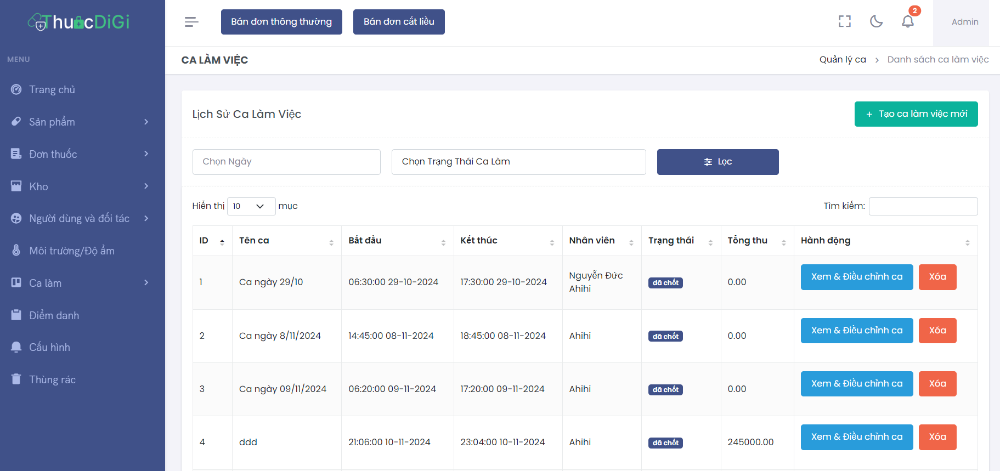 ThuốcDiGi
Bán đơn thông thường
Bán đơn cắt liều
2
Admin
MENU
Trang chủ
Sản phẩm
Đơn thuốc
Kho
Người dùng và đối tác
Môi trường/Độ ẩm
Ca làm
Điểm danh
Cấu hình
Thùng rác
CA LÀM VIỆC
Quản lý ca > Danh sách ca làm việc
Lịch Sử Ca Làm Việc
+ Tạo ca làm việc mới
Chọn Ngày
Chọn Trạng Thái Ca Làm
Lọc
Hiển thị 10 mục
Tìm kiếm:
ID Tên ca Bắt đầu Kết thúc Nhân viên Trạng thái Tổng thu Hành động
1 Ca ngày 29/10 06:30:00 29-10-2024 17:30:00 29-10-2024 Nguyễn Đức Ahihi đã chốt 0.00 Xem & Điều chỉnh ca Xóa
2 Ca ngày 8/11/2024 14:45:00 08-11-2024 18:45:00 08-11-2024 Ahihi đã chốt 0.00 Xem & Điều chỉnh ca Xóa
3 Ca ngày 09/11/2024 06:20:00 09-11-2024 17:20:00 09-11-2024 Ahihi đã chốt 0.00 Xem & Điều chỉnh ca Xóa
4 ddd 21:06:00 10-11-2024 23:04:00 10-11-2024 Ahihi đã chốt 245000.00 Xem & Điều chỉnh ca Xóa